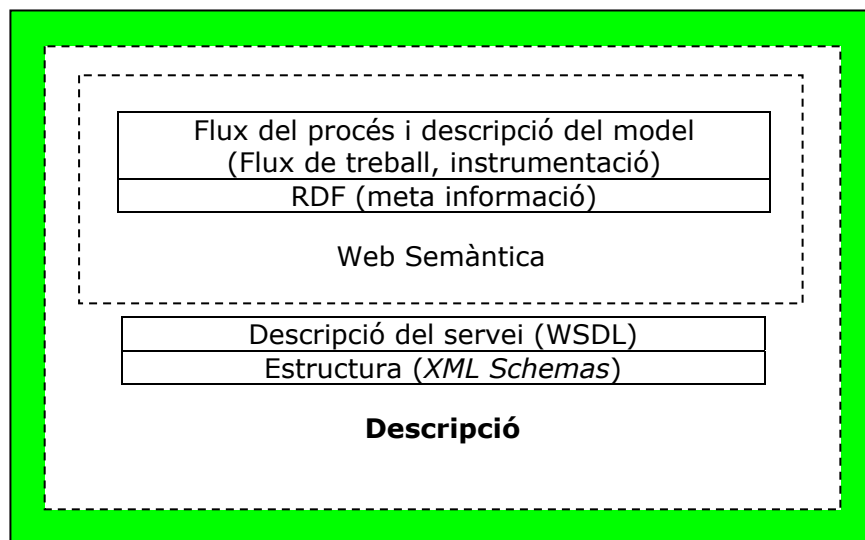 Flux del procés i descripció del model
(Flux de treball, instrumentació)
RDF (meta informació)
Web Semàntica
Descripció del servei (WSDL)
Estructura (XML Schemas)
Descripció